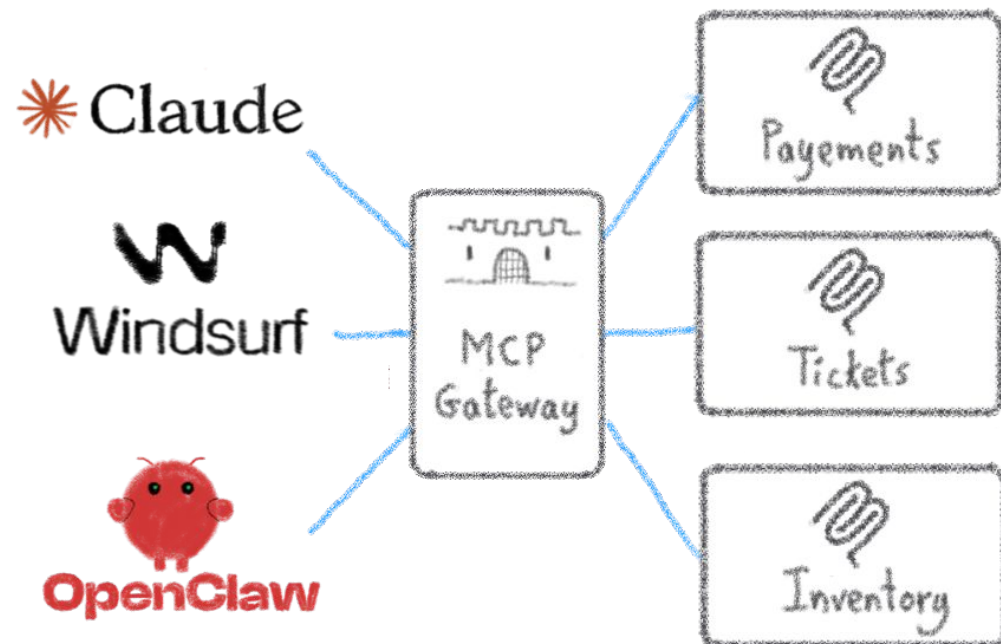 Claude
Windsurf
OpenClaw
MCP
Gateway
Payements
Tickets
Inventory